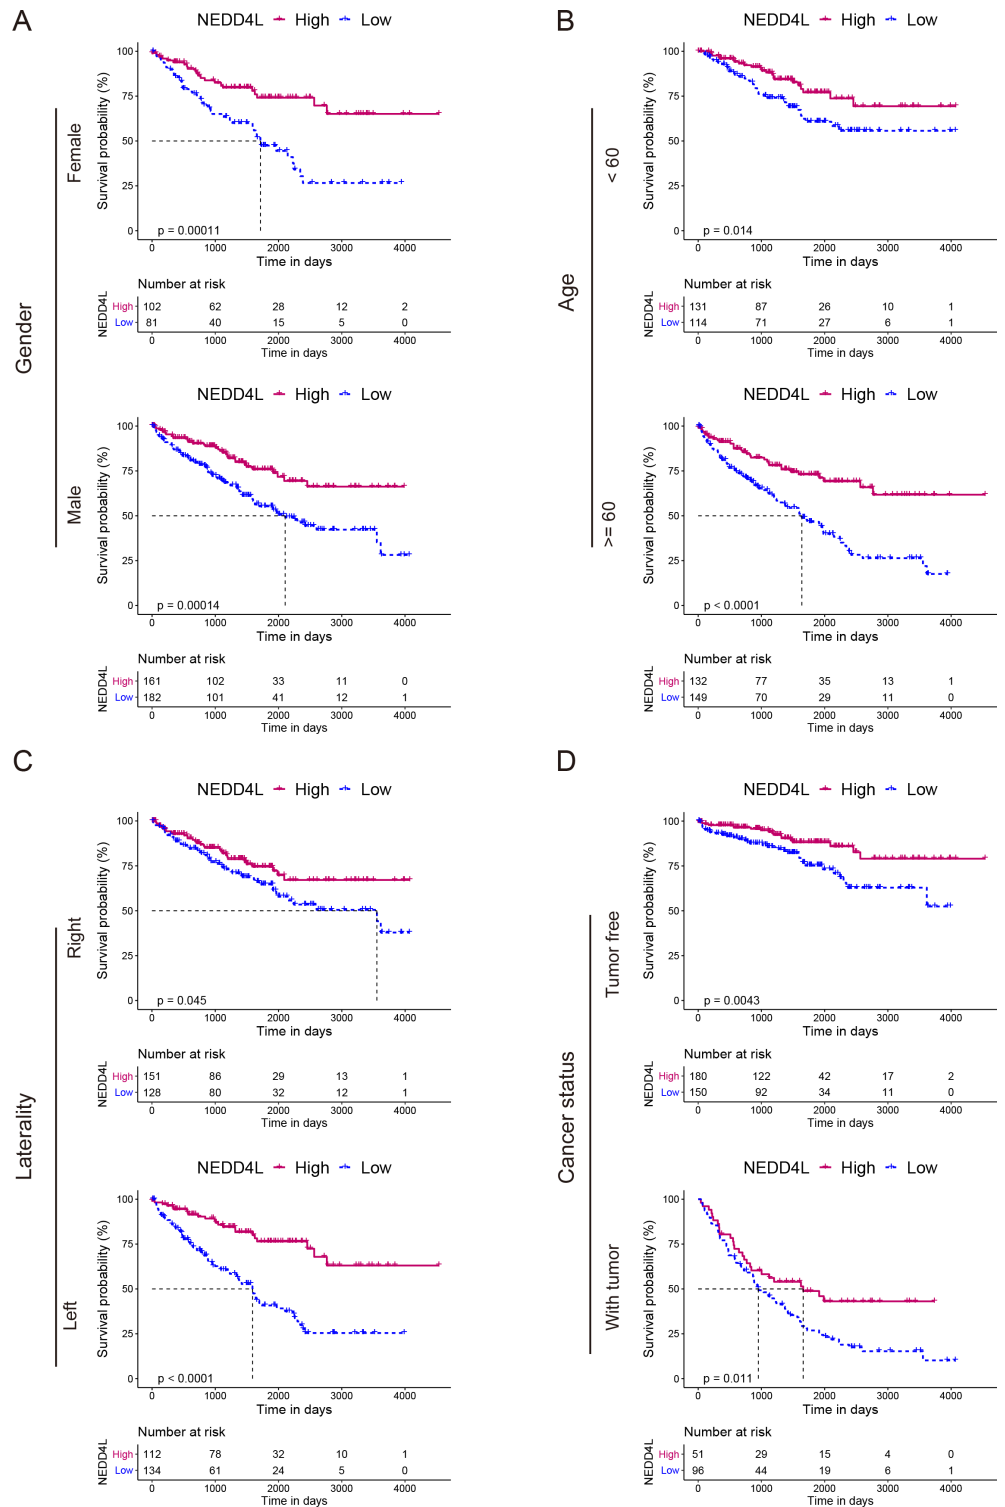 A
NEDD4L High Low
Gender
Female
Survival probability (%)
100
75
50
25
0
p = 0.00011
0 1000 2000 3000 4000
Time in days
Number at risk
NEDD4L
High 102 62 28 12 2
Low 81 40 15 5 0
0 1000 2000 3000 4000
Time in days
NEDD4L High Low
Male
Survival probability (%)
100
75
50
25
0
p = 0.00014
0 1000 2000 3000 4000
Time in days
Number at risk
NEDD4L
High 161 102 33 11 0
Low 182 101 41 12 1
0 1000 2000 3000 4000
Time in days
B
NEDD4L High Low
Age
< 60
Survival probability (%)
100
75
50
25
0
p = 0.014
0 1000 2000 3000 4000
Time in days
Number at risk
NEDD4L
High 131 87 26 10 1
Low 114 71 27 6 1
0 1000 2000 3000 4000
Time in days
NEDD4L High Low
>= 60
Survival probability (%)
100
75
50
25
0
p < 0.0001
0 1000 2000 3000 4000
Time in days
Number at risk
NEDD4L
High 132 77 35 13 1
Low 149 70 29 11 0
0 1000 2000 3000 4000
Time in days
C
NEDD4L High Low
Laterality
Right
Survival probability (%)
100
75
50
25
0
p = 0.045
0 1000 2000 3000 4000
Time in days
Number at risk
NEDD4L
High 151 86 29 13 1
Low 128 80 32 12 1
0 1000 2000 3000 4000
Time in days
NEDD4L High Low
Left
Survival probability (%)
100
75
50
25
0
p < 0.0001
0 1000 2000 3000 4000
Time in days
Number at risk
NEDD4L
High 112 78 32 10 1
Low 134 61 24 5 0
0 1000 2000 3000 4000
Time in days
D
NEDD4L High Low
Cancer status
Tumor free
Survival probability (%)
100
75
50
25
0
p = 0.0043
0 1000 2000 3000 4000
Time in days
Number at risk
NEDD4L
High 180 122 42 17 2
Low 150 92 34 11 0
0 1000 2000 3000 4000
Time in days
NEDD4L High Low
With tumor
Survival probability (%)
100
75
50
25
0
p = 0.011
0 1000 2000 3000 4000
Time in days
Number at risk
NEDD4L
High 51 29 15 4 0
Low 96 44 19 6 1
0 1000 2000 3000 4000
Time in days